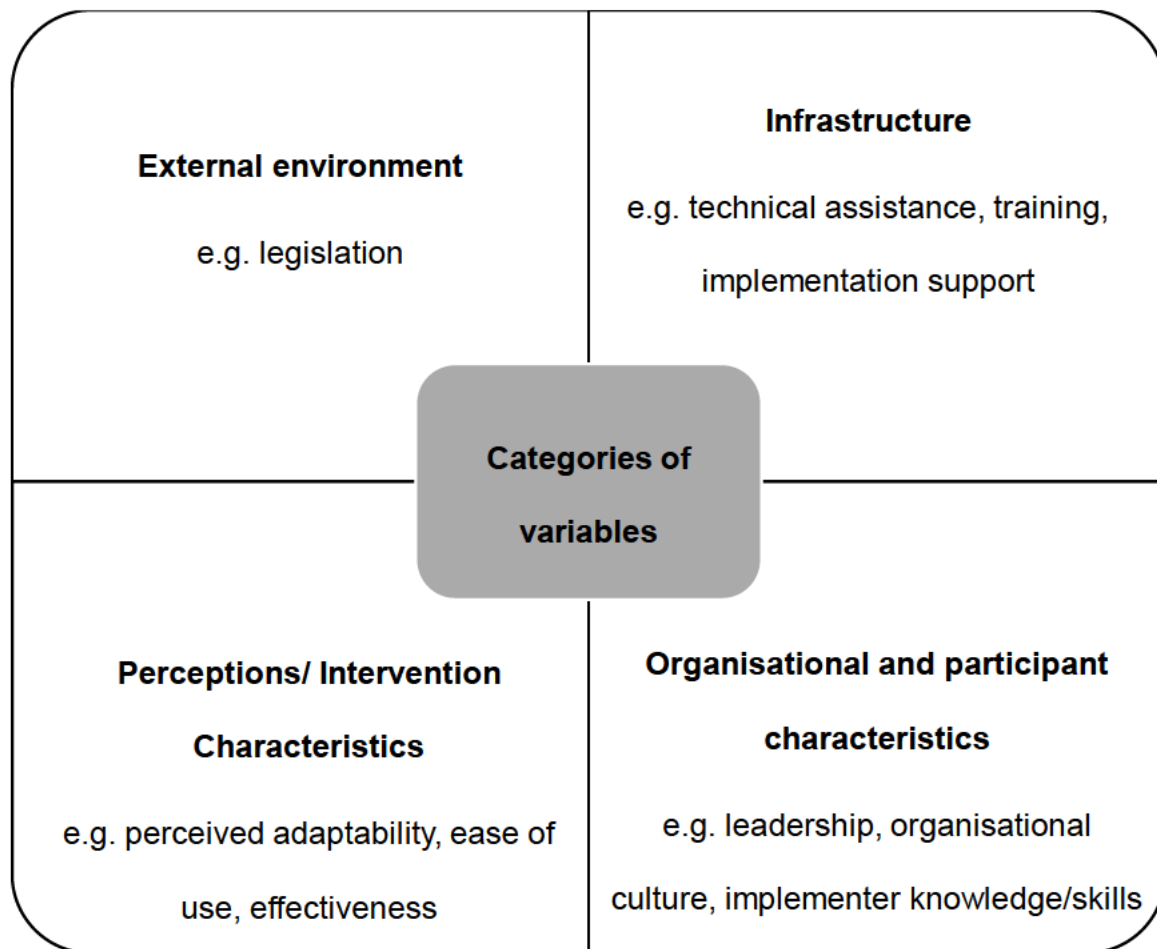 External environment
e.g. legislation
Infrastructure
e.g. technical assistance, training,
implementation support
Categories of
variables
Perceptions/ Intervention
Characteristics
e.g. perceived adaptability, ease of
use, effectiveness
Organisational and participant
characteristics
e.g. leadership, organisational
culture, implementer knowledge/skills